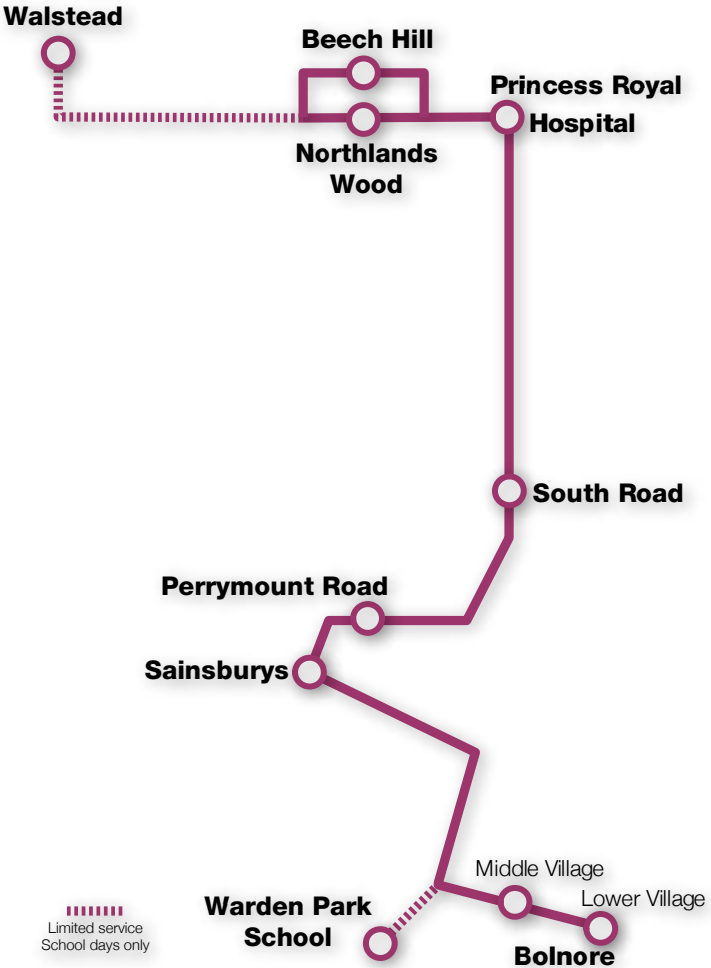 Walstead
Beech Hill
Princess Royal
Hospital
Northlands
Wood
South Road
Perrymount Road
Sainsburys
Middle Village
Lower Village
Warden Park
School
Bolnore
Limited service
School days only